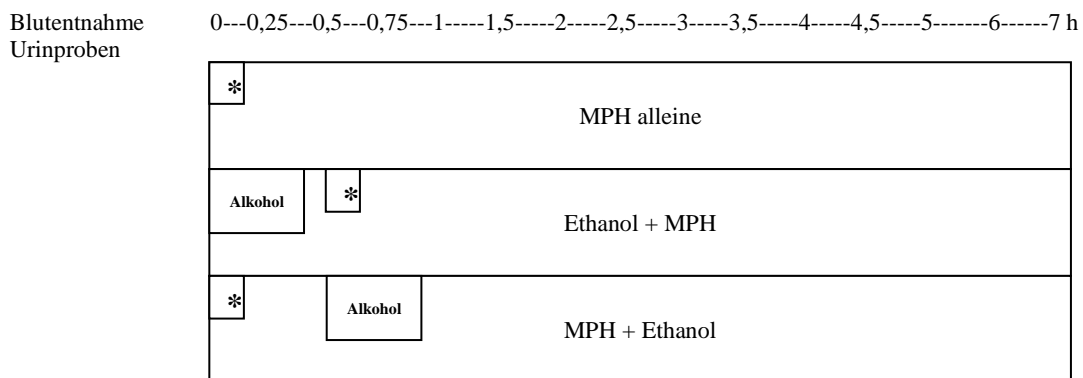 Blutentnahme 0---0,25---0,5---0,75---1-----1,5-----2-----2,5-----3-----3,5-----4-----4,5-----5-------6------7 h
Urinproben
*
MPH alleine
Alkohol *
Ethanol + MPH
* Alkohol
MPH + Ethanol